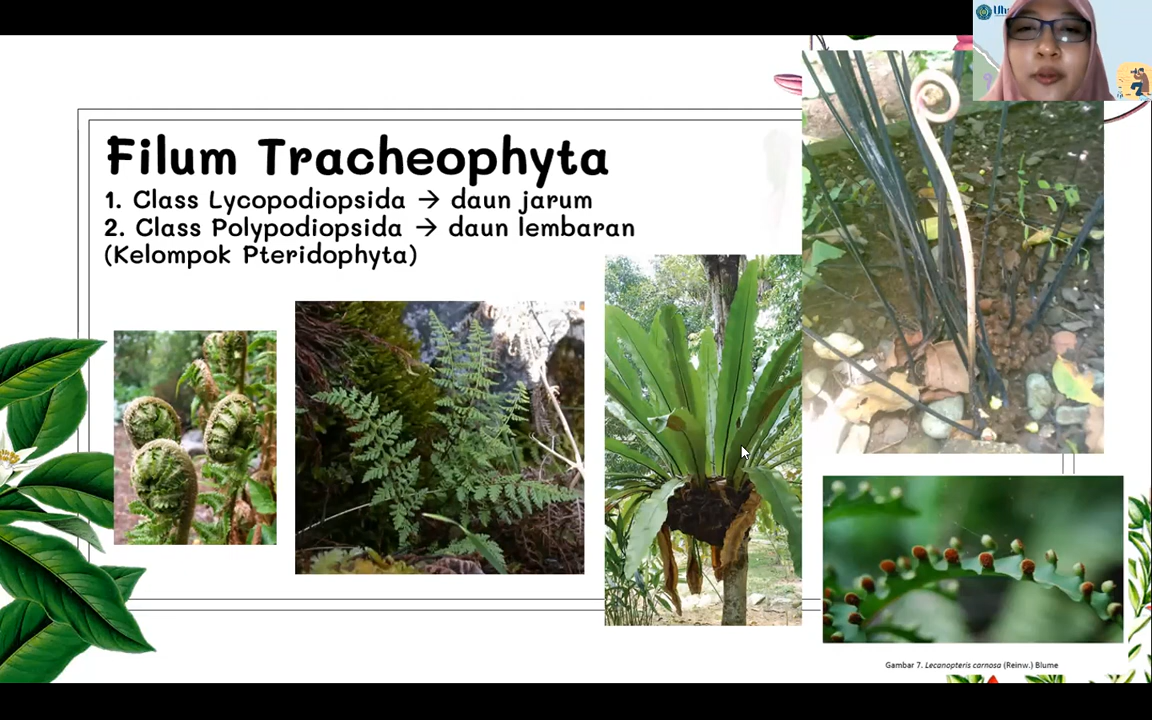 Filum Tracheophyta
1. Class Lycopodiopsida → daun jarum
2. Class Polypodiopsida → daun lembaran
(Kelompok Pteridophyta)
Gambar 7. Lecanopteris carnosa (Reinw.) Blume